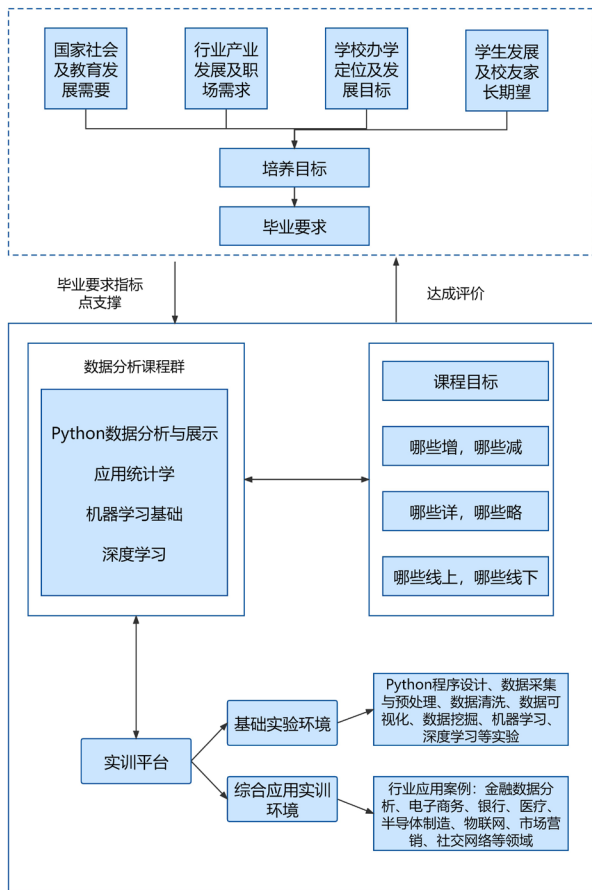 国家社会
及教育发
展需要
行业产业
发展及职
场需求
学校办学
定位及发
展目标
学生发展
及校友家
长期望
培养目标
毕业要求
毕业要求指标
点支撑
达成评价
数据分析课程群
Python数据分析与展示
应用统计学
机器学习基础
深度学习
课程目标
哪些增，哪些减
哪些详，哪些略
哪些线上，哪些线下
实训平台
基础实验环境
Python程序设计、数据采集
与预处理、数据清洗、数据可
视化、数据挖掘、机器学习、
深度学习等实验
综合应用实训
环境
行业应用案例：金融数据分
析、电子商务、银行、医疗、
半导体制造、物联网、市场营
销、社交网络等领域